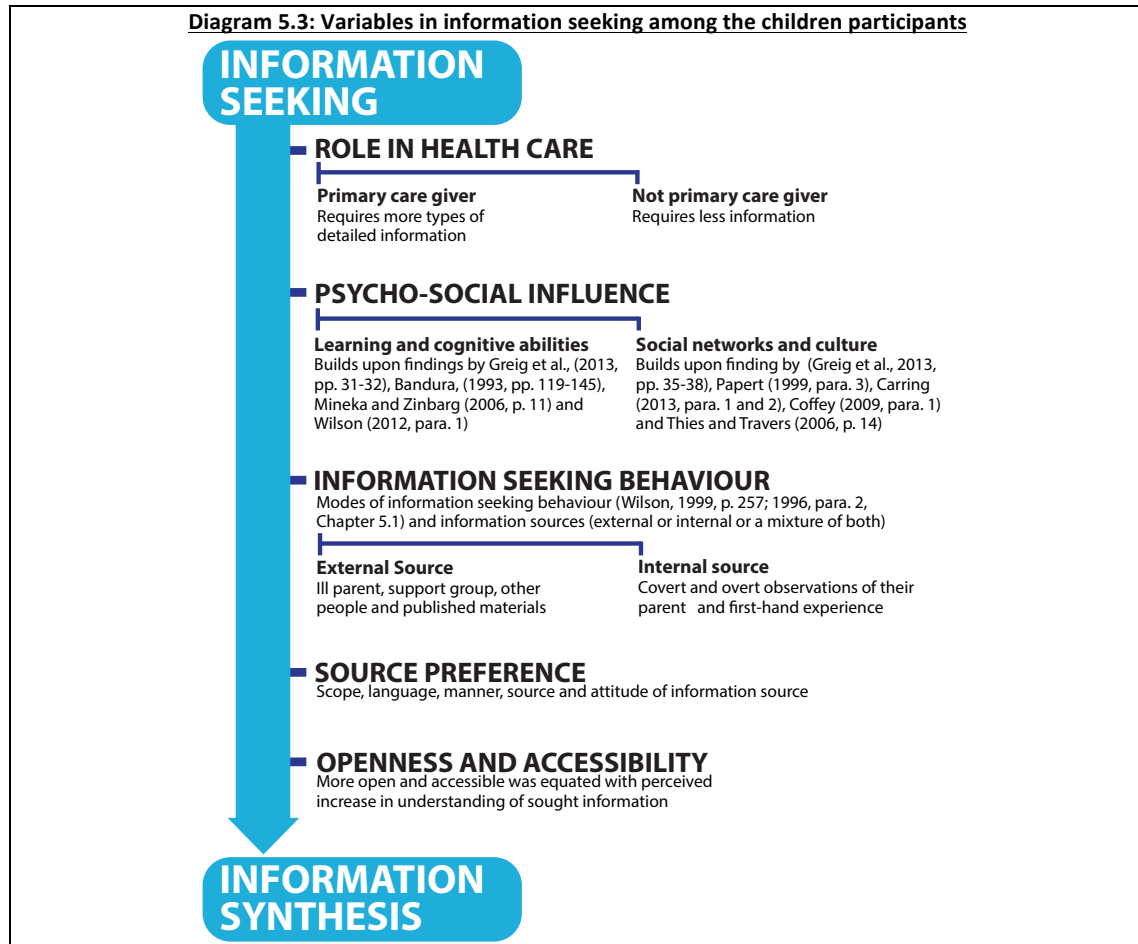 Diagram 5.3: Variables in information seeking among the children participants
INFORMATION
SEEKING
ROLE IN HEALTH CARE
Primary care giver
Requires more types of
detailed information
Not primary care giver
Requires less information
PSYCHO-SOCIAL INFLUENCE
Learning and cognitive abilities
Builds upon findings by Greig et al., (2013,
pp. 31-32), Bandura, (1993, pp. 119-145),
Mineka and Zinbarg (2006, p. 11) and
Wilson (2012, para. 1)
Social networks and culture
Builds upon finding by (Greig et al., 2013,
pp. 35-38), Papert (1999, para. 3), Carring
(2013, para. 1 and 2), Coffey (2009, para. 1)
and Thies and Travers (2006, p. 14)
INFORMATION SEEKING BEHAVIOUR
Modes of information seeking behaviour (Wilson, 1999, p. 257; 1996, para. 2,
Chapter 5.1) and information sources (external or internal or a mixture of both)
External Source
Ill parent, support group, other
people and published materials
Internal source
Covert and overt observations of their
parent and first-hand experience
SOURCE PREFERENCE
Scope, language, manner, source and attitude of information source
OPENNESS AND ACCESSIBILITY
More open and accessible was equated with perceived
increase in understanding of sought information
INFORMATION
SYNTHESIS